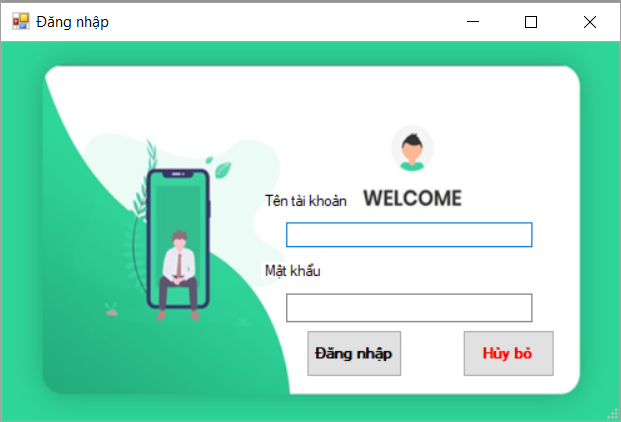 Đăng nhập
WELCOME
Tên tài khoản
Mật khẩu
Đăng nhập
Hủy bỏ